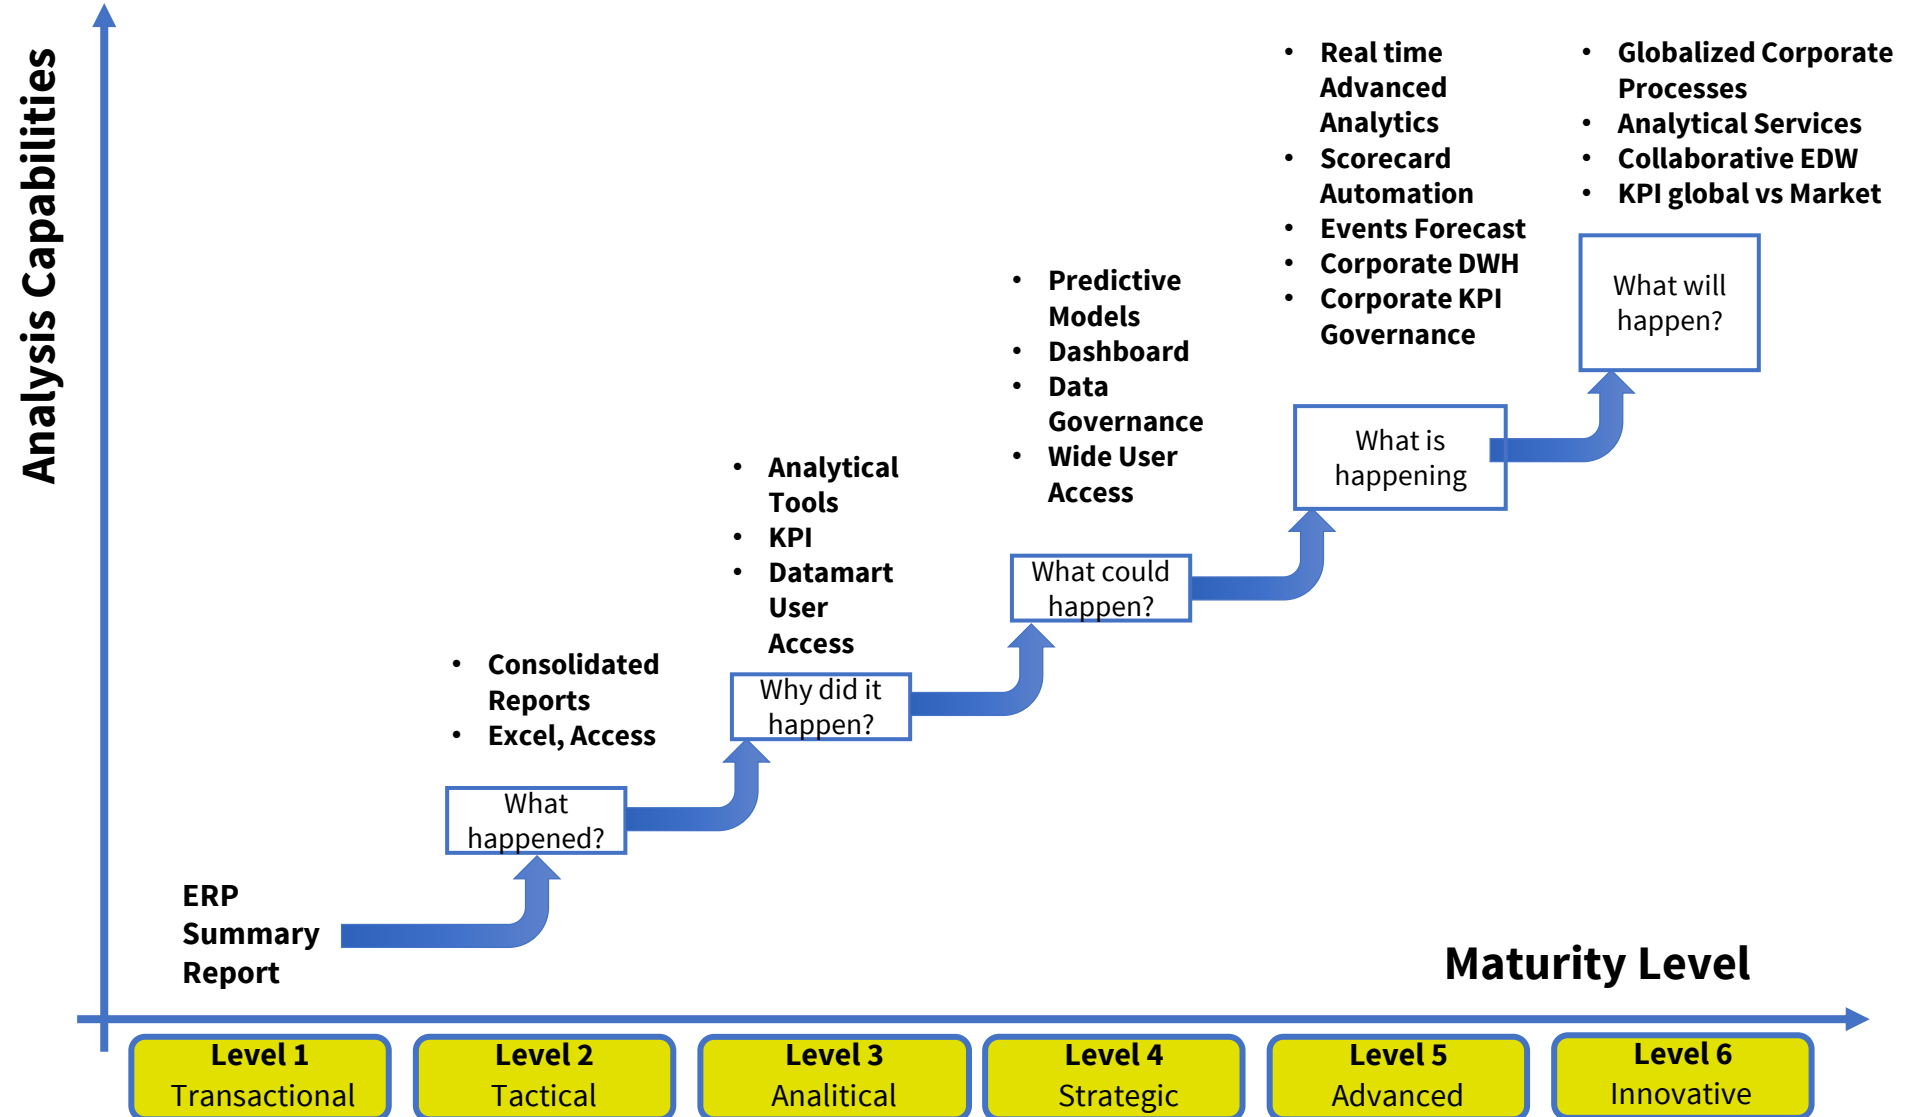 Analysis Capabilities
• Real time
Advanced
Analytics
• Scorecard
Automation
• Events Forecast
• Corporate DWH
• Corporate KPI
Governance
• Globalized Corporate
Processes
• Analytical Services
• Collaborative EDW
• KPI global vs Market
What will
happen?
• Predictive
Models
• Dashboard
• Data
Governance
• Wide User
Access
What is
happening
• Analytical
Tools
• KPI
• Datamart
User
Access
What could
happen?
• Consolidated
Reports
• Excel, Access
Why did it
happen?
What
happened?
ERP
Summary
Report
Maturity Level
Level 1
Transactional
Level 2
Tactical
Level 3
Analitical
Level 4
Strategic
Level 5
Advanced
Level 6
Innovative